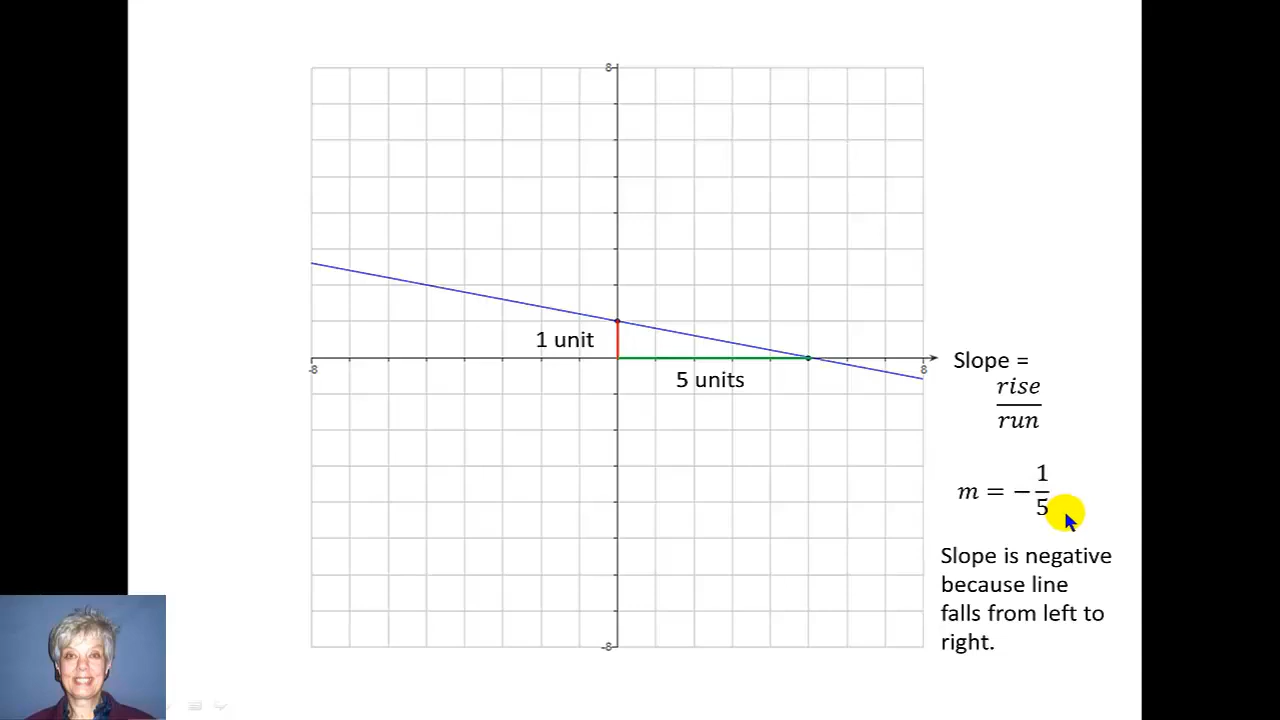 8
1 unit
-8
8
5 units
-8
Slope =
rise
run
m = − 1
5
Slope is negative
because line
falls from left to
right.